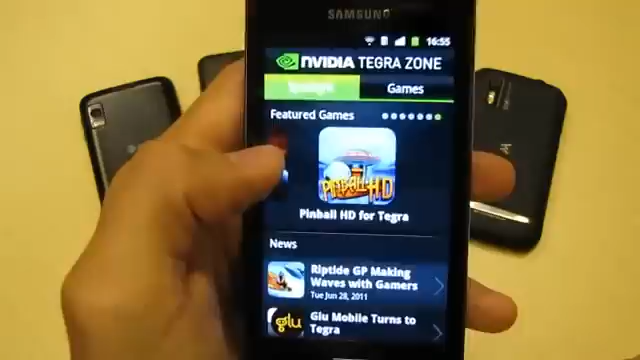 SAMSUNG
16:55
NVIDIA TEGRA ZONE
Spotlight Games
Featured Games
PINBALL HD
Pinball HD for Tegra
News
Riptide GP Making
Waves with Gamers
Tue Jun 28, 2011
glu
Glu Mobile Turns to
Tegra